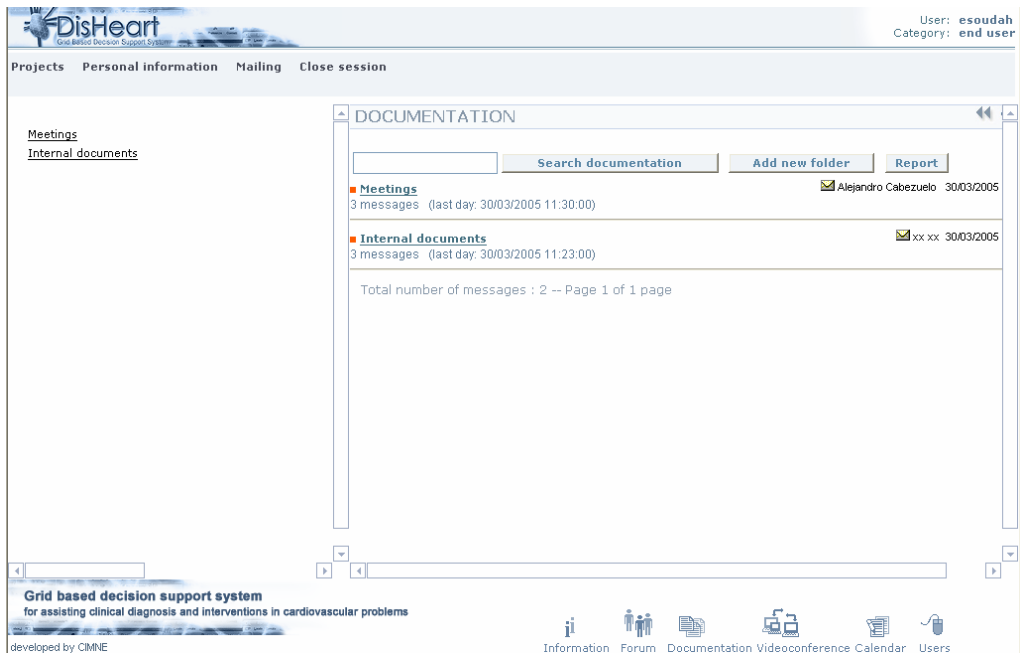 DisHeart
Grid Based Decision Support System
User: esoudah
Category: end user
Projects Personal information Mailing Close session
Meetings
Internal documents
DOCUMENTATION
Search documentation Add new folder Report
Meetings Alejandro Cabezuelo 30/03/2005
3 messages (last day: 30/03/2005 11:30:00)
Internal documents xx xx 30/03/2005
3 messages (last day: 30/03/2005 11:23:00)
Total number of messages : 2 -- Page 1 of 1 page
Grid based decision support system
for assisting clinical diagnosis and interventions in cardiovascular problems
developed by CIMNE
Information Forum Documentation Videoconference Calendar Users